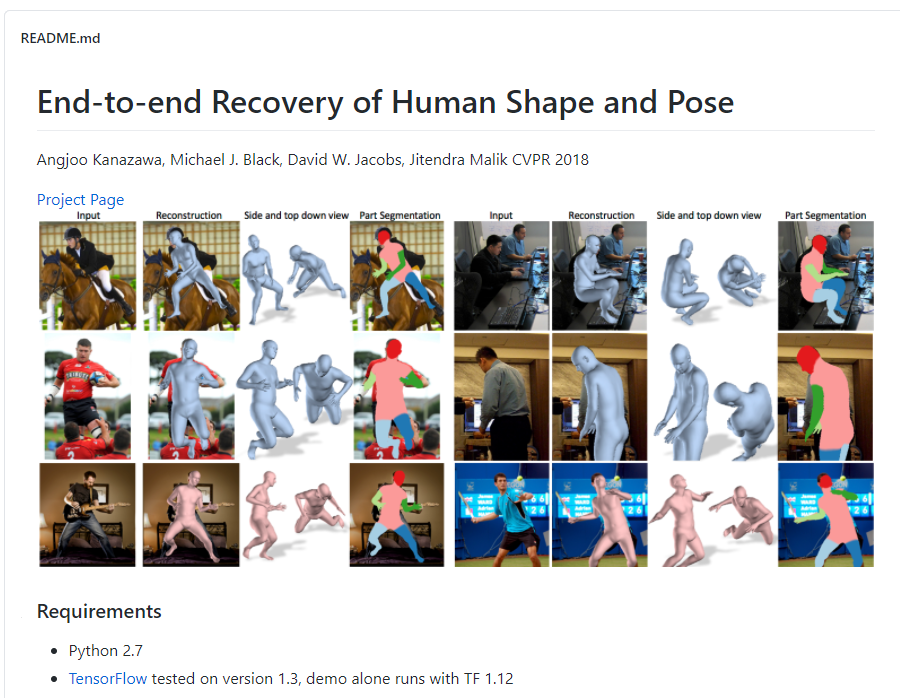 README.md
End-to-end Recovery of Human Shape and Pose
Angjoo Kanazawa, Michael J. Black, David W. Jacobs, Jitendra Malik CVPR 2018
Project Page
Input Reconstruction Side and top down view Part Segmentation Input Reconstruction Side and top down view Part Segmentation
Requirements
Python 2.7
TensorFlow tested on version 1.3, demo alone runs with TF 1.12